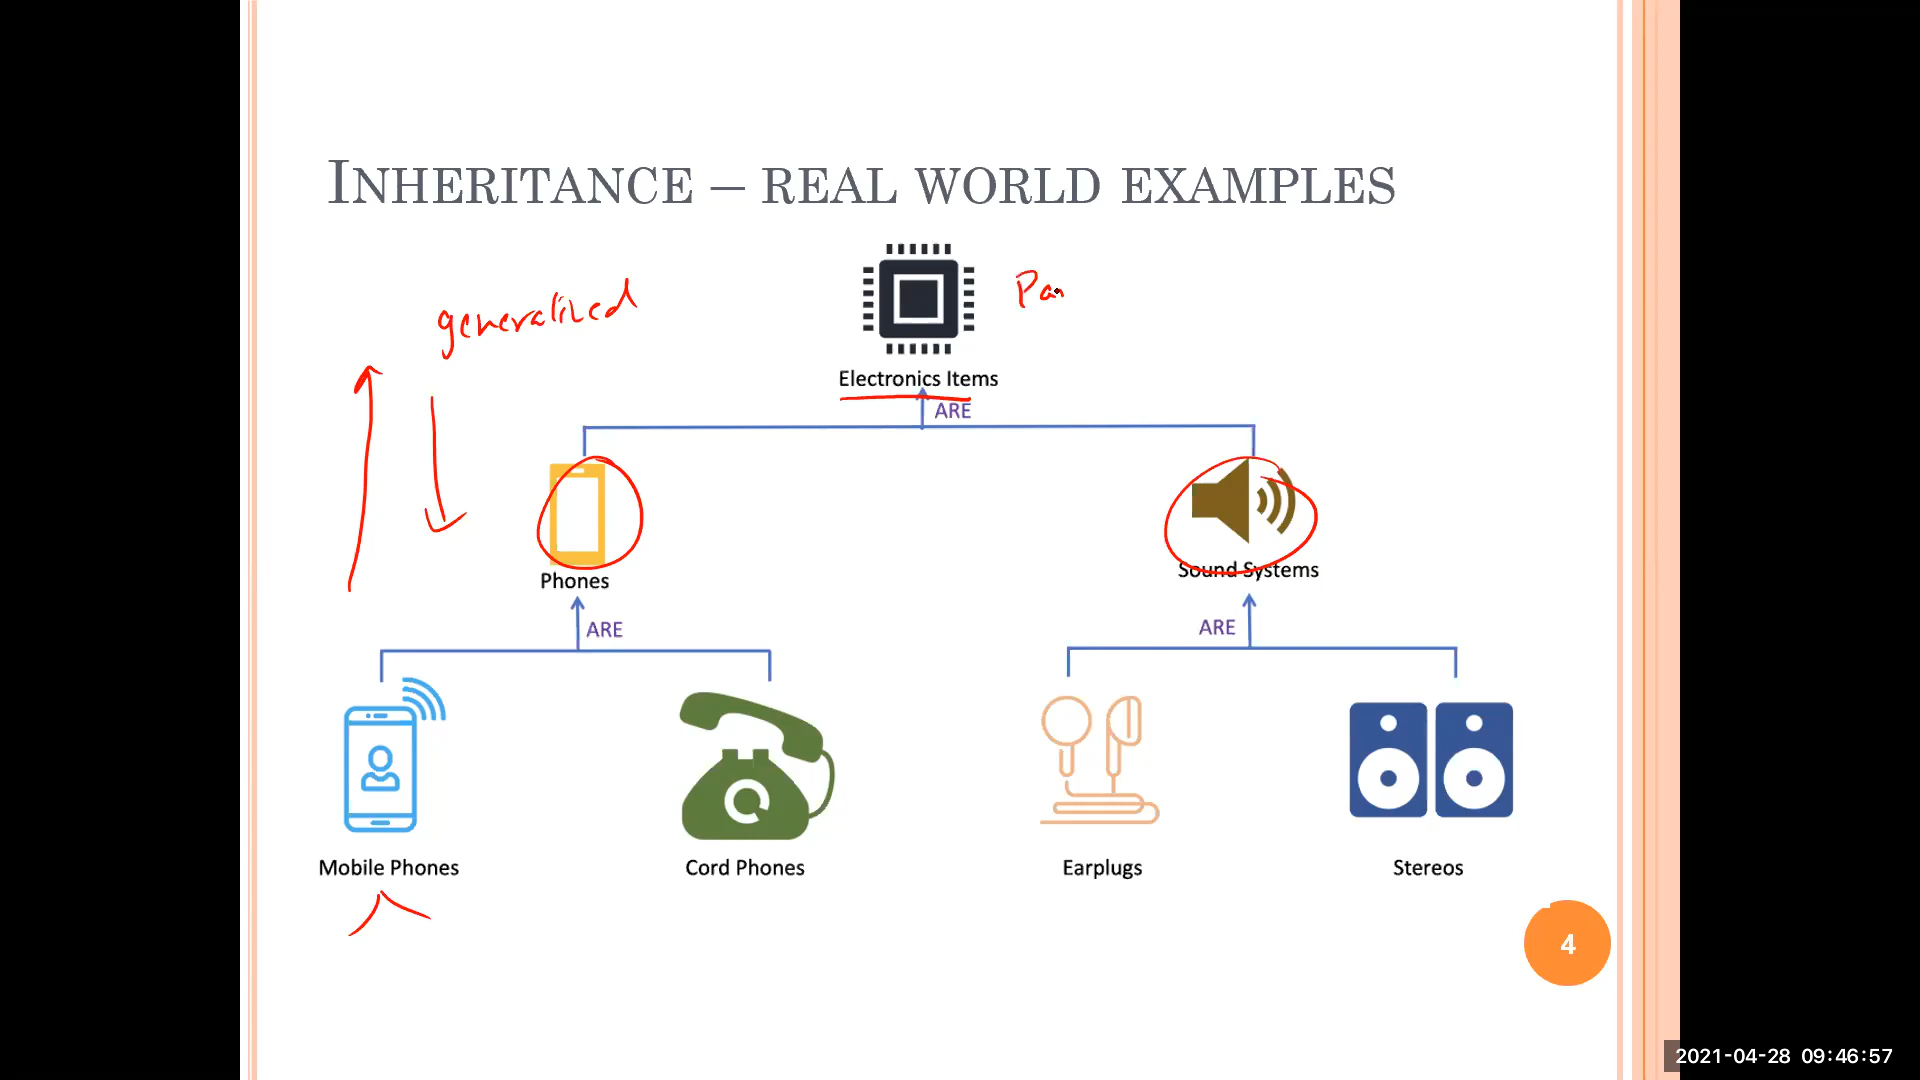 INHERITANCE – REAL WORLD EXAMPLES
generalized
Pa
Electronics Items
ARE
Phones
Sound Systems
ARE
ARE
Mobile Phones
Cord Phones
Earplugs
Stereos
4
2021-04-28 09:46:57